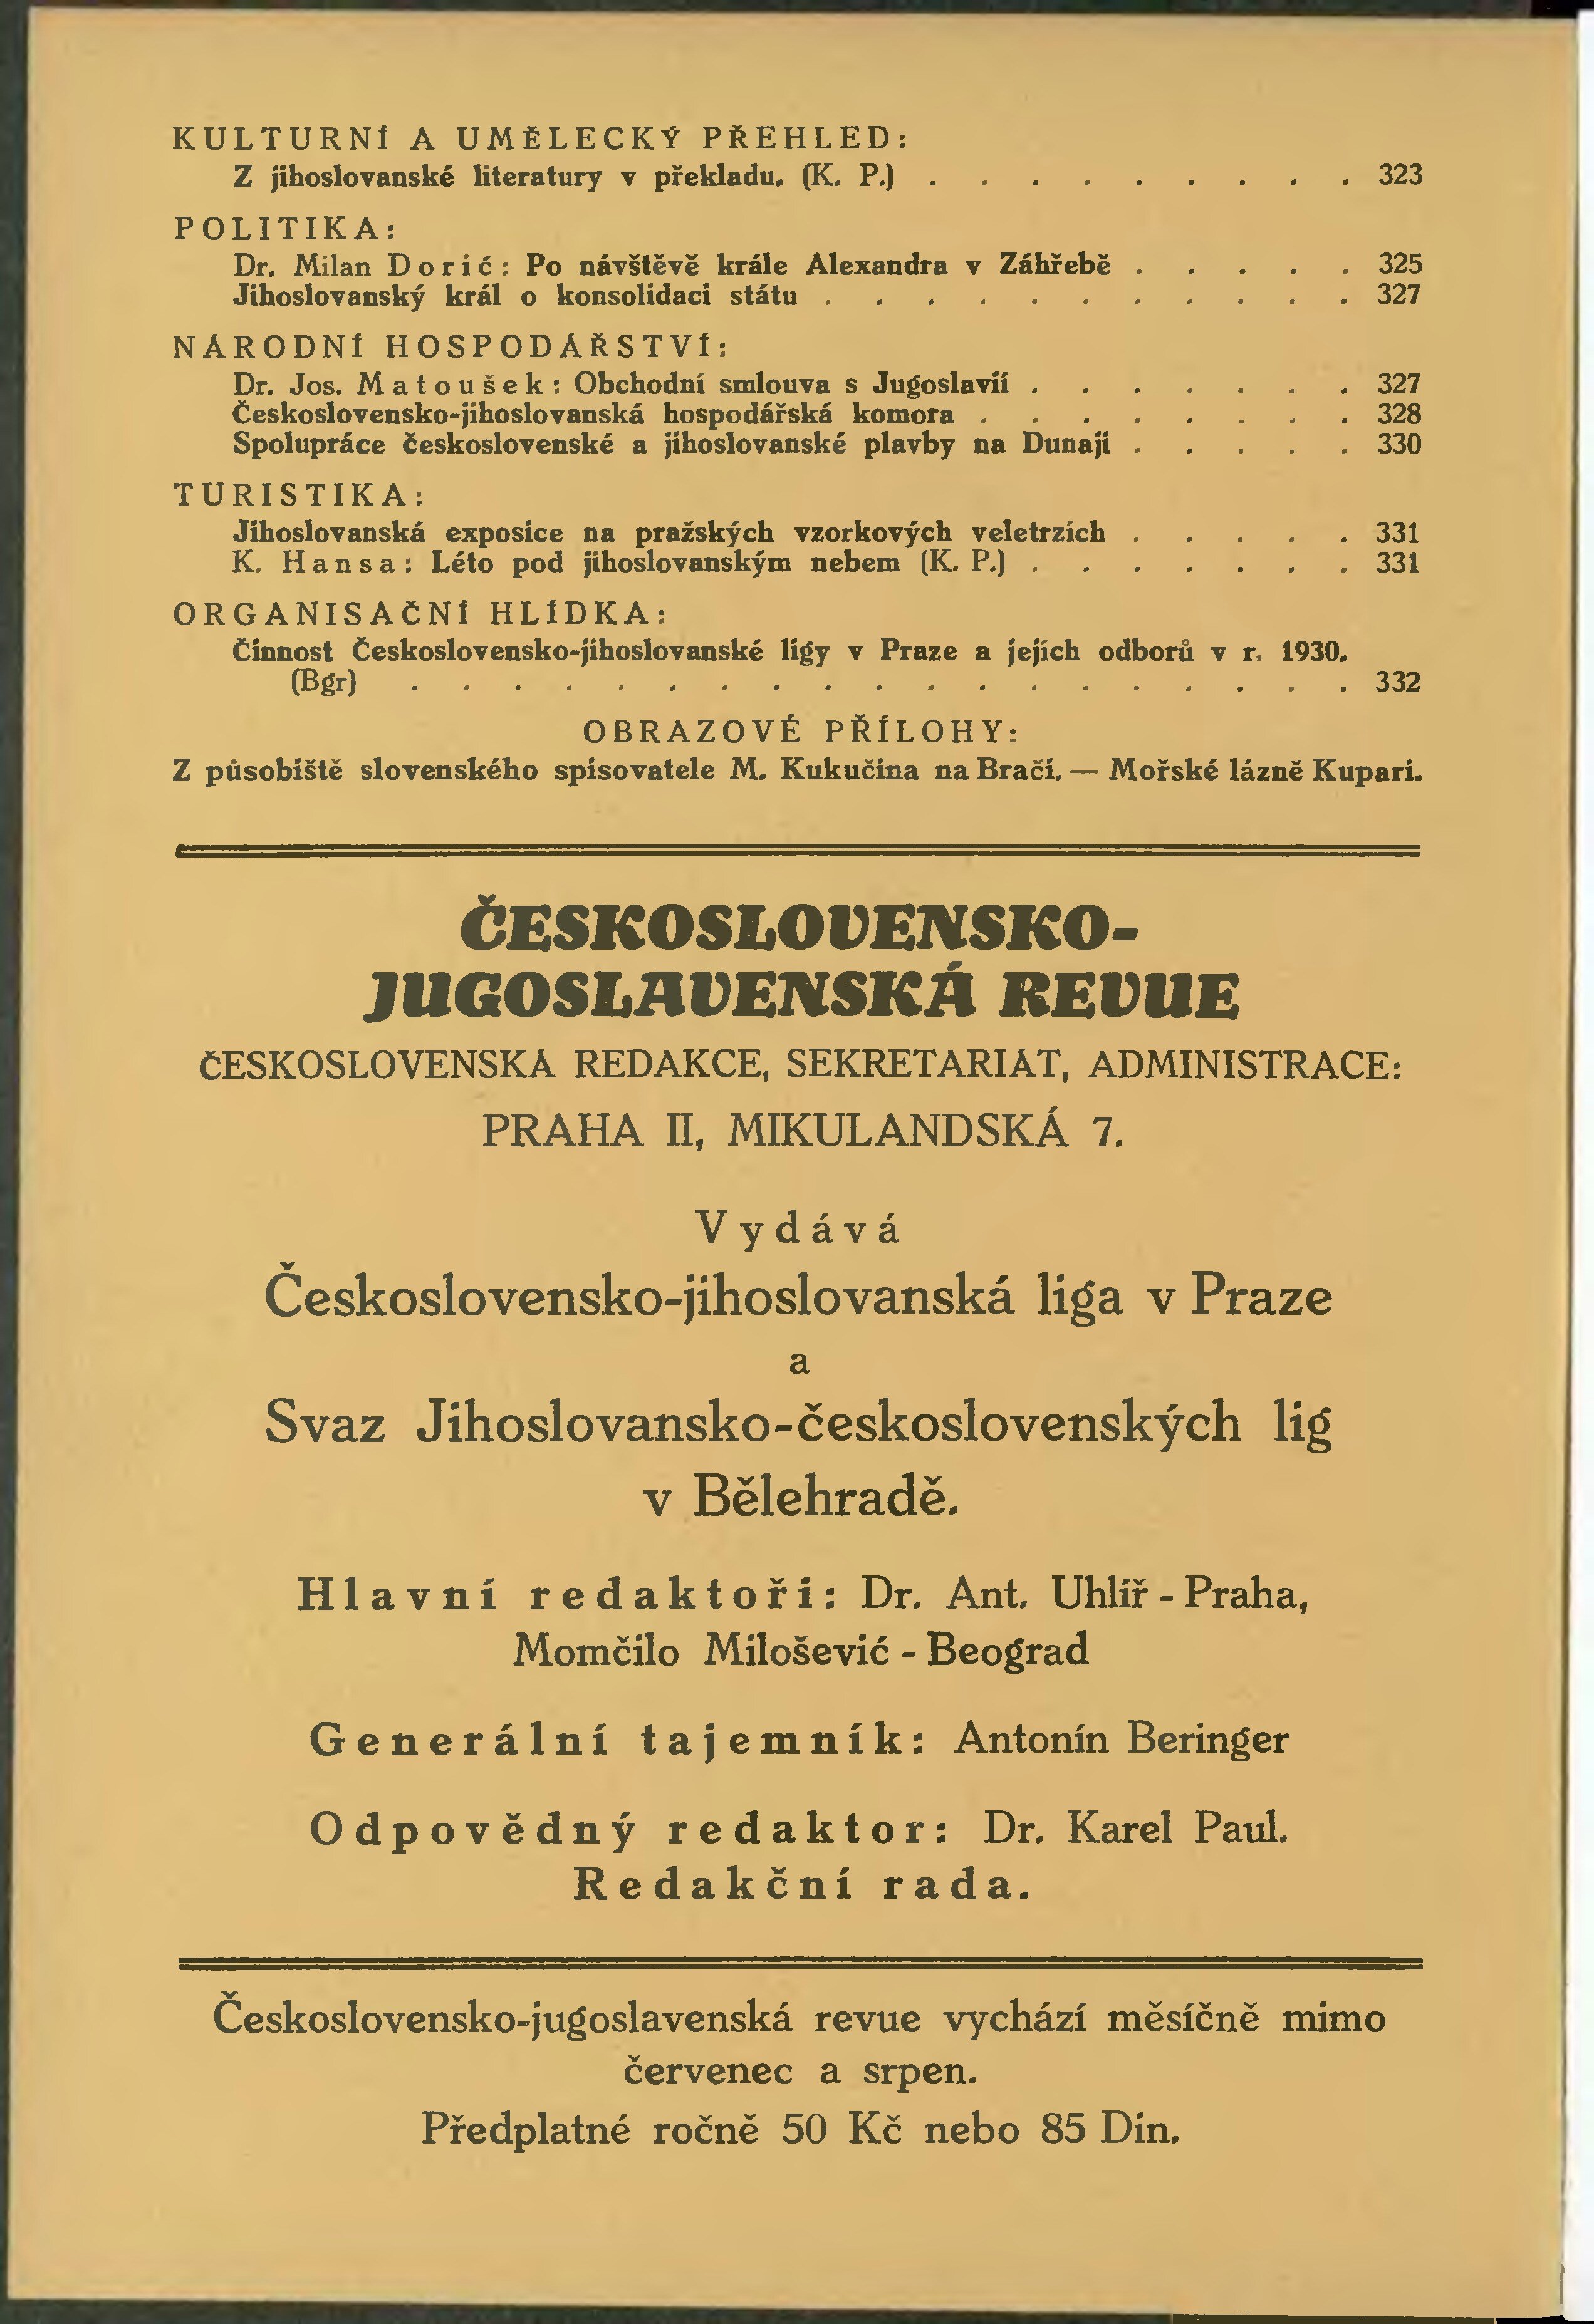 KULTURNÍ A UMĚLECKÝ PŘEHLED:
Z jihoslovanské literatury v překladu. (K. P.) . . . . . . . . . 323
POLITIKA:
Dr. Milan Dorić: Po návštěvě krále Alexandra v Záhřebě . . . . . 325
Jihoslovanský král o konsolidaci státu . . . . . . . . . . . 327
NÁRODNÍ HOSPODÁŘSTVÍ:
Dr. Jos. Matoušek: Obchodní smlouva s Jugoslavií . . . . . . . 327
Československo-jihoslovanská hospodářská komora . . . . . . . . 328
Spolupráce československé a jihoslovanské plavby na Dunaji . . . . . 330
TURISTIKA:
Jihoslovanská exposice na pražských vzorkových veletrzích . . . . . 331
K. Hansa: Léto pod jihoslovanským nebem (K. P.) . . . . . . . 331
ORGANISAČNÍ HLÍDKA:
Činnost Československo-jihoslovanské ligy v Praze a jejích odborů v r. 1930.
(Bgr) . . . . . . . . . . . . . . . . . . . 332
OBRAZOVÉ PŘÍLOHY:
Z působiště slovenského spisovatele M. Kukučina na Brači. — Mořské lázně Kupari.
ČESKOSLOVENSKO-
JUGOSLAVENSKÁ REVUE
ČESKOSLOVENSKÁ REDAKCE, SEKRETARIÁT, ADMINISTRACE:
PRAHA II, MIKULANDSKÁ 7.
Vydává
Československo-jihoslovanská liga v Praze
a
Svaz Jihoslovansko-československých lig
v Bělehradě.
Hlavní redaktoři: Dr. Ant. Uhlíř - Praha,
Momčilo Milošević - Beograd
Generální tajemník: Antonín Beringer
Odpovědný redaktor: Dr. Karel Paul.
Redakční rada.
Československo-jugoslavenská revue vychází měsíčně mimo
červenec a srpen.
Předplatné ročně 50 Kč nebo 85 Din.